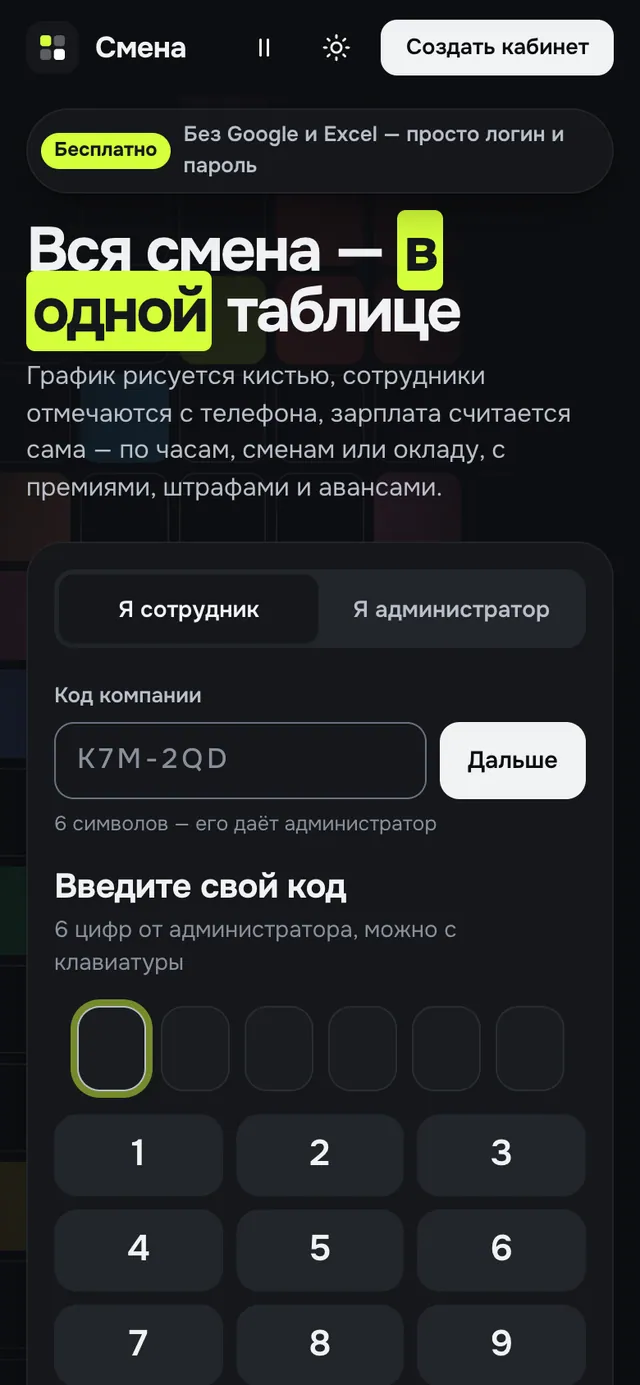 Смена
Создать кабинет
Бесплатно
Без Google и Excel — просто логин и
пароль
Вся смена — в
одной таблице
График рисуется кистью, сотрудники
отмечаются с телефона, зарплата считается
сама — по часам, сменам или окладу, с
премиями, штрафами и авансами.
Я сотрудник
Я администратор
Код компании
K7M-2QD
Дальше
6 символов — его даёт администратор
Введите свой код
6 цифр от администратора, можно с
клавиатуры
1 2 3
4 5 6
7 8 9